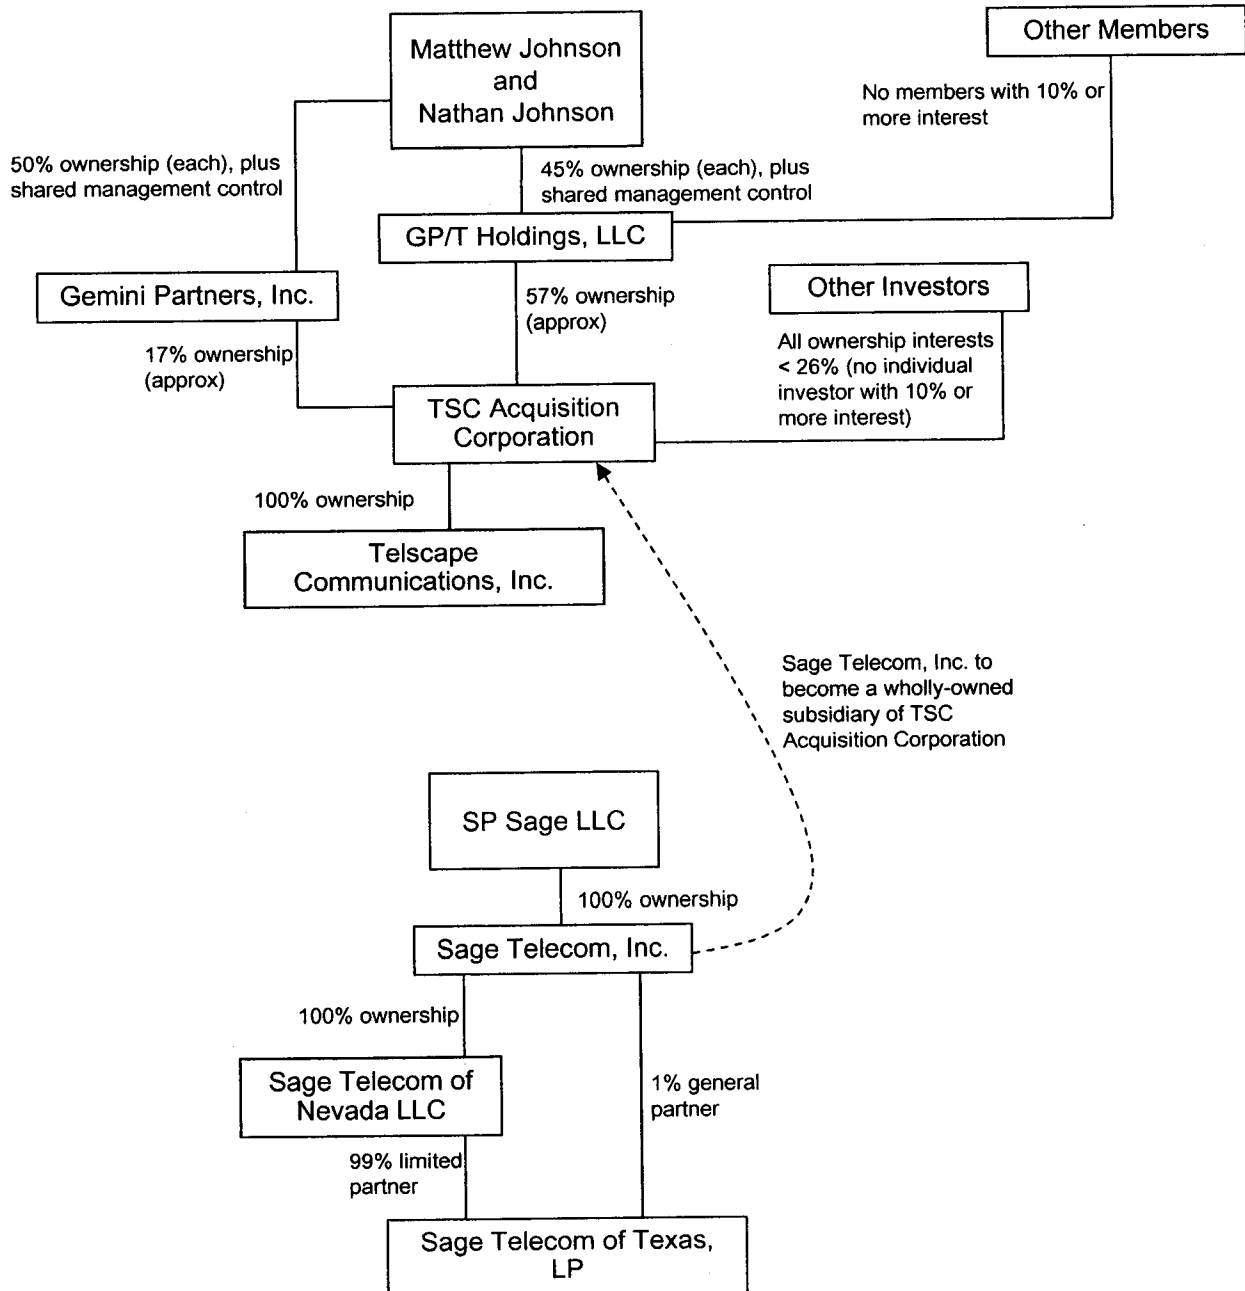 Matthew Johnson
and
Nathan Johnson
Other Members
No members with 10% or
more interest
50% ownership (each), plus
shared management control
45% ownership (each), plus
shared management control
GP/T Holdings, LLC
Gemini Partners, Inc.
Other Investors
57% ownership
(approx)
17% ownership
(approx)
All ownership interests
< 26% (no individual
investor with 10% or
more interest)
TSC Acquisition
Corporation
100% ownership
Telscape
Communications, Inc.
Sage Telecom, Inc. to
become a wholly-owned
subsidiary of TSC
Acquisition Corporation
SP Sage LLC
100% ownership
Sage Telecom, Inc.
100% ownership
Sage Telecom of
Nevada LLC
1% general
partner
99% limited
partner
Sage Telecom of Texas,
LP